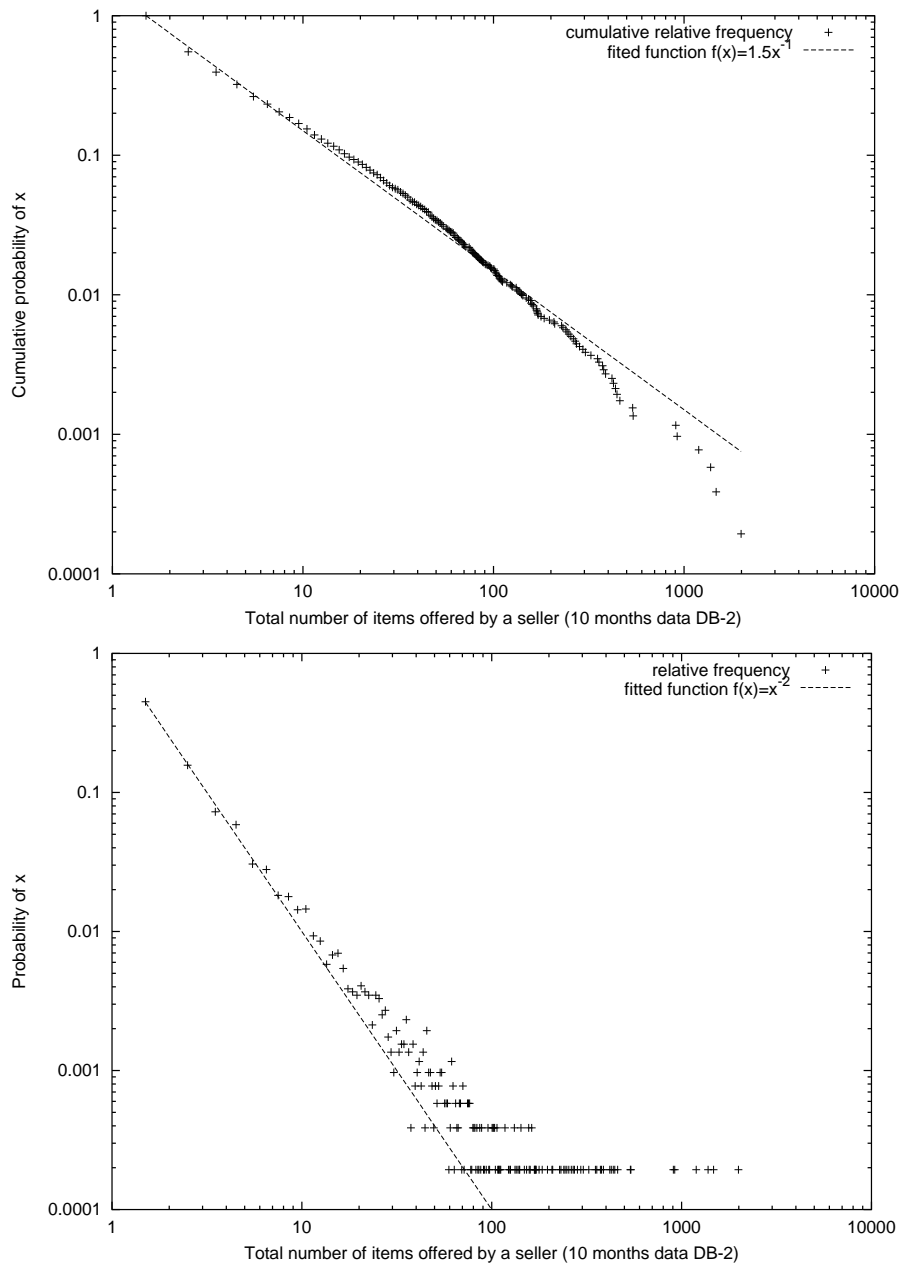 1
0.1
0.01
0.001
0.0001
Cumulative probability of x
cumulative relative frequency
fited function f(x)=1.5x^-1
1 10 100 1000 10000
Total number of items offered by a seller (10 months data DB-2)
1
0.1
0.01
0.001
0.0001
Probability of x
relative frequency
fitted function f(x)=x^-2
1 10 100 1000 10000
Total number of items offered by a seller (10 months data DB-2)